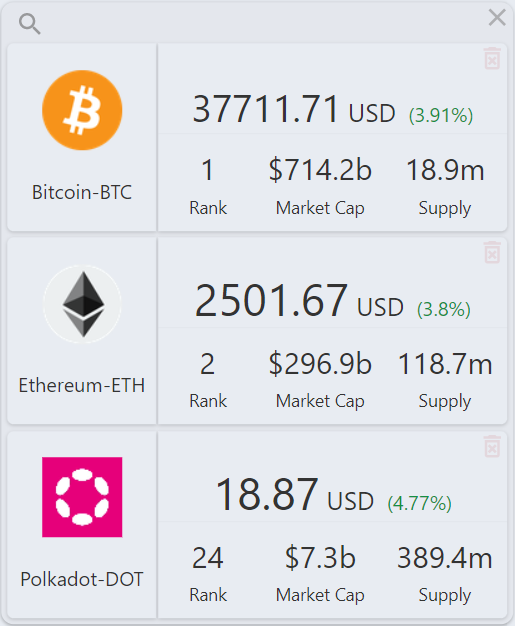 37711.71 USD (3.91%)
Bitcoin-BTC
1 $714.2b 18.9m
Rank Market Cap Supply
2501.67 USD (3.8%)
Ethereum-ETH
2 $296.9b 118.7m
Rank Market Cap Supply
18.87 USD (4.77%)
Polkadot-DOT
24 $7.3b 389.4m
Rank Market Cap Supply